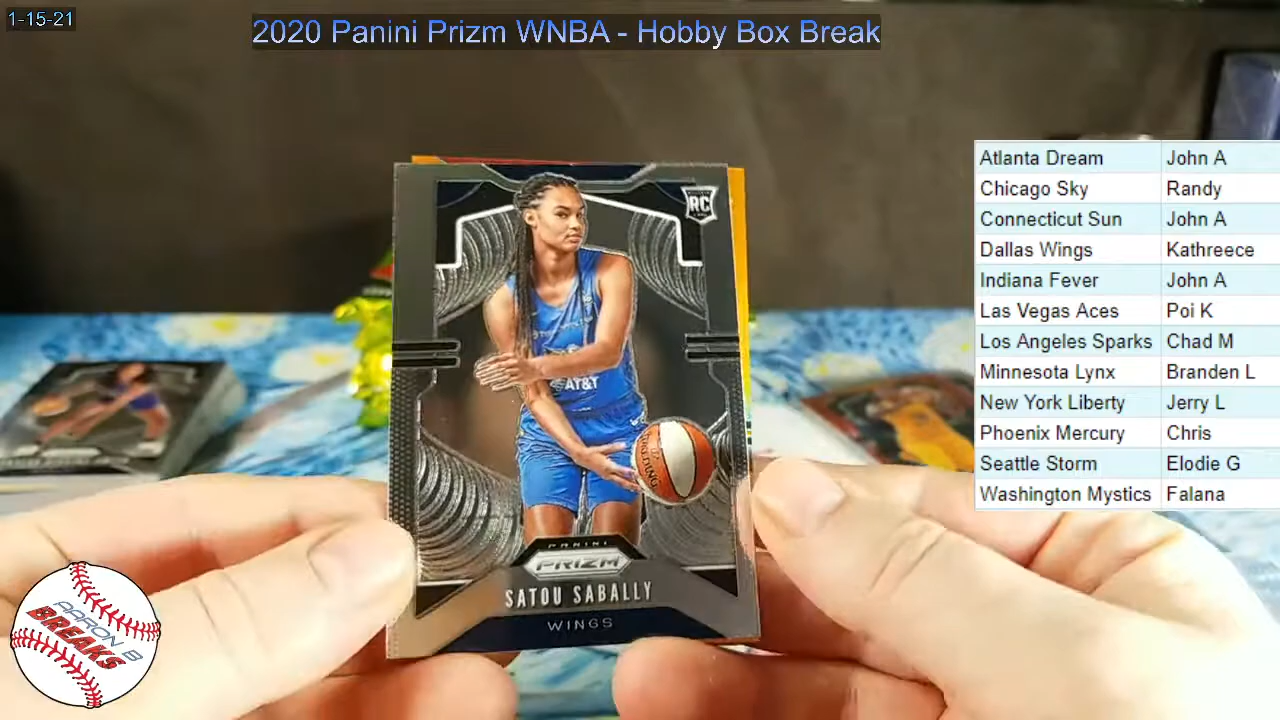 1-15-21
2020 Panini Prizm WNBA - Hobby Box Break
RC
AT&T
SPALDING
PANINI
PRIZM
SATOU SABALLY
WINGS
Atlanta Dream John A
Chicago Sky Randy
Connecticut Sun John A
Dallas Wings Kathreece
Indiana Fever John A
Las Vegas Aces Poi K
Los Angeles Sparks Chad M
Minnesota Lynx Branden L
New York Liberty Jerry L
Phoenix Mercury Chris
Seattle Storm Elodie G
Washington Mystics Falana
AARON B
BREAKS